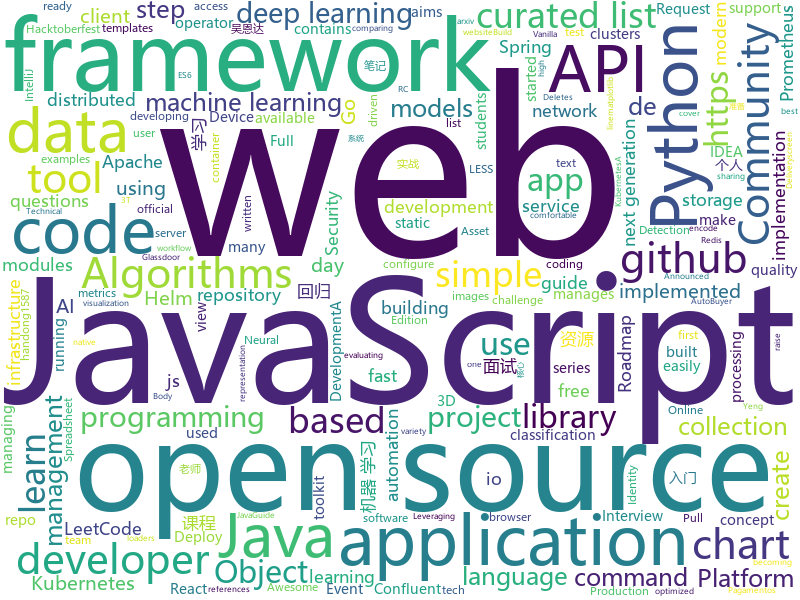 web
JavaScript
open source
framework
application
code
data
API
Python
Java
Community
developer
Algorithms
github
tool
app
simple
use
library
project
based
learn
command
Platform
chart
programming
Object
language
https
deep learning
curated list
step
client
operator
contains
Spring
clusters
Request
support
modern
Prometheus
ready
access
aims
templates
Hacktoberfest
吴恩达
笔记
ES6
comparing
Vanilla
test
high
websiteBuild
RC
Deletes
arxiv
IntelliJ
distributed
machine learning
Go
models
started
driven
students
network
developing
user
Device
available
Full
list
cover
准备
best
examples
Apache
学习
container
系统
实战
LESS
text
de
IDEA
个人
questions
using
Security
development
service
next generation
storage
implementation
official
server
written
many
static
Asset
Detection
make
encode
Redis
sharing
modules
day
Technical
workflow
Glassdoor
3T
AI
Helm
repository
回归
configure
coding
guide
quality
manages
implemented
Announced
AutoBuyer
infrastructure
handong1587
metrics
view
building
images
challenge
Edition
Neural
DevelopmentA
Roadmap
first
processing
visualization
native
running
js
fast
series
built
easily
资源
面试
free
3D
Online
Yeng
evaluating
one
Body
representation
核心
raise
managing
management
Spreadsheet
used
机器 学习
automation
classification
collection
variety
io
create
老师
toolkit
入门
Identity
repo
LeetCode
课程
software
browser
Interview
Pull
concept
team
loaders
Deploy
JavaGuide
Leveraging
Kubernetes
React
references
learning
Awesome
Event
Confluent
tech
Production
optimized
Pagamentos
becoming
comfortable